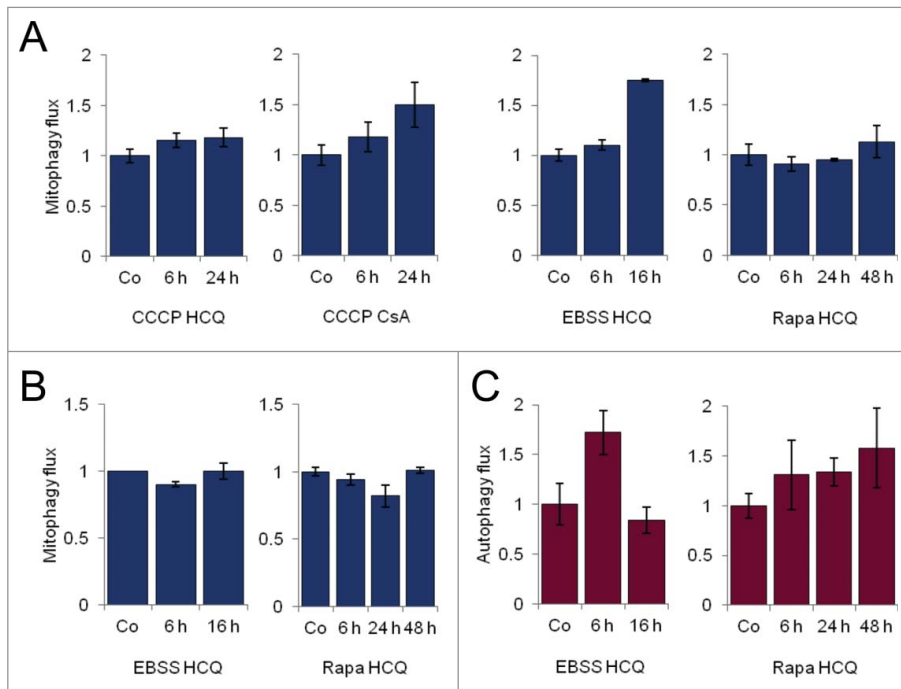 A
Mitophagy flux
2
1.5
1
0.5
0
Co 6 h 24 h
CCCP HCQ
2
1.5
1
0.5
0
Co 6 h 24 h
CCCP CsA
2
1.5
1
0.5
0
Co 6 h 16 h
EBSS HCQ
2
1.5
1
0.5
0
Co 6 h 24 h 48 h
Rapa HCQ
B
Mitophagy flux
1.5
1
0.5
0
Co 6 h 16 h
EBSS HCQ
1.5
1
0.5
0
Co 6 h 24 h 48 h
Rapa HCQ
C
Autophagy flux
2
1.5
1
0.5
0
Co 6 h 16 h
EBSS HCQ
2
1.5
1
0.5
0
Co 6 h 24 h 48 h
Rapa HCQ